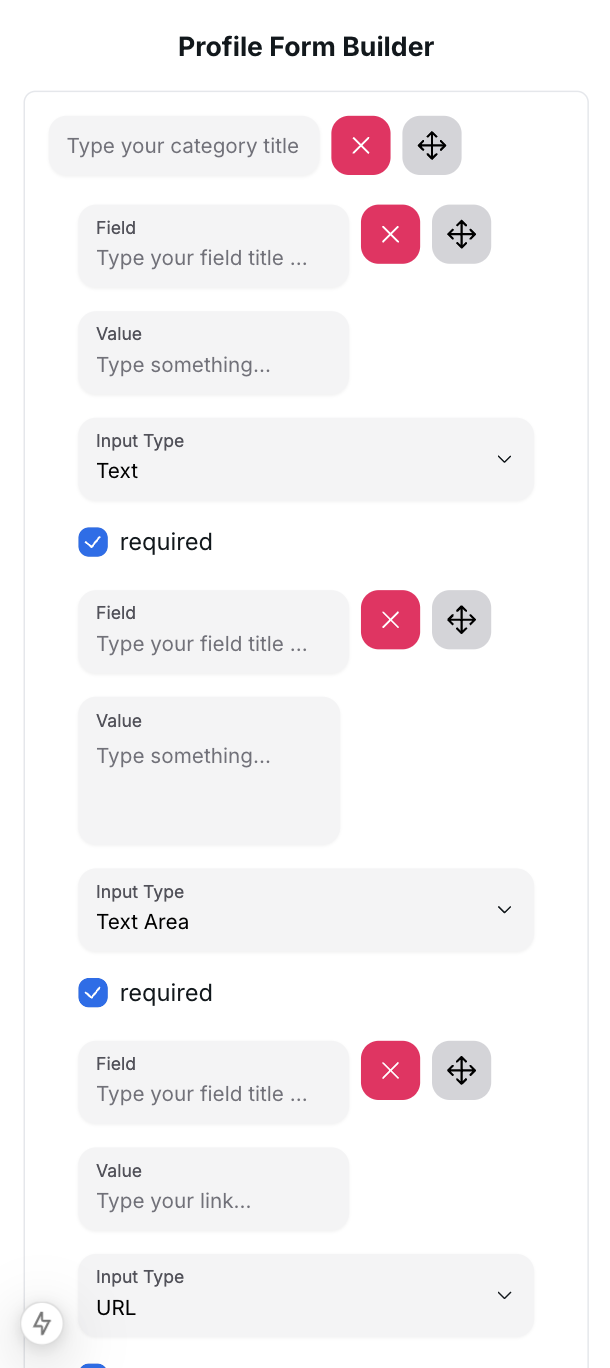 Profile Form Builder
Type your category title
Field
Type your field title ...
Value
Type something...
Input Type
Text
required
Field
Type your field title ...
Value
Type something...
Input Type
Text Area
required
Field
Type your field title ...
Value
Type your link...
Input Type
URL